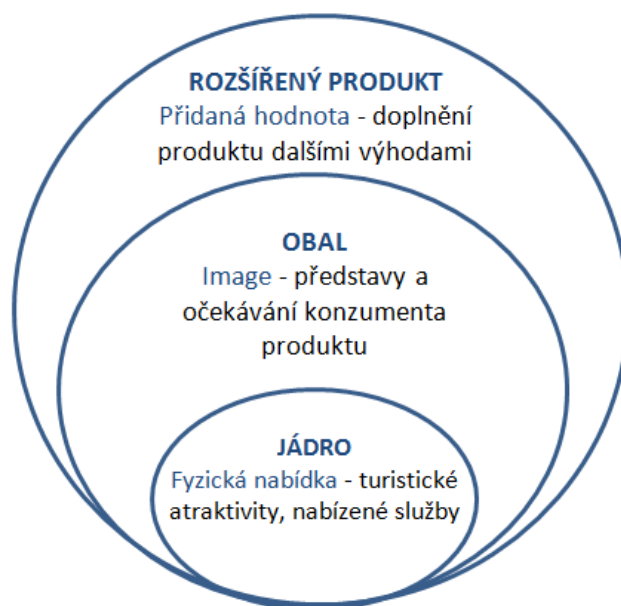 ROZŠÍŘENÝ PRODUKT
Přidaná hodnota - doplnění
produktu dalšími výhodami
OBAL
Image - představy a
očekávání konzumenta
produktu
JÁDRO
Fyzická nabídka - turistické
atraktivity, nabízené služby